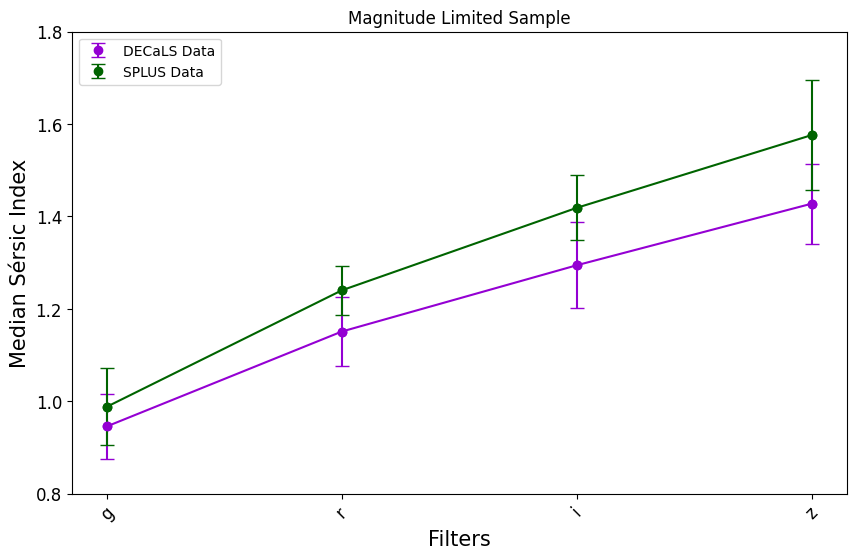 Magnitude Limited Sample
DECaLS Data
SPLUS Data
Median Sérsic Index
1.8
1.6
1.4
1.2
1.0
0.8
g
r
i
z
Filters